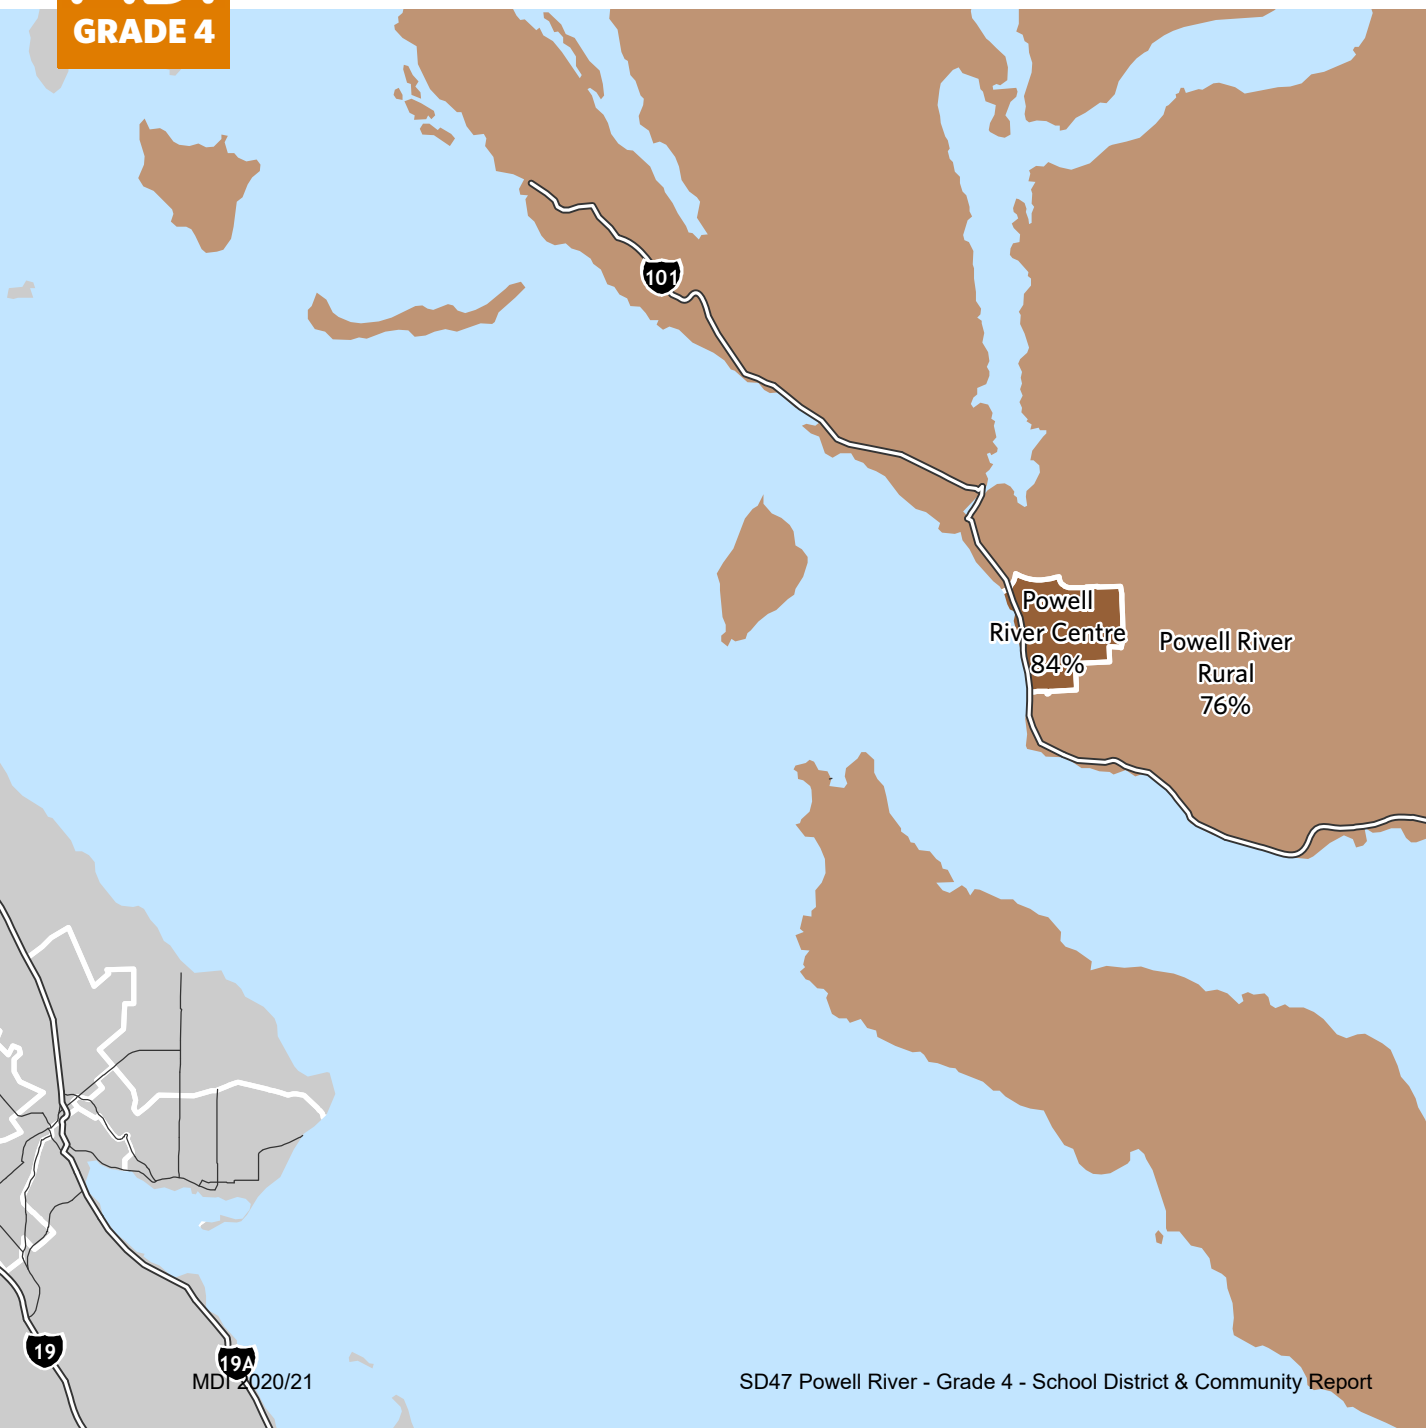 GRADE 4
101
Powell
River Centre
84%
Powell River
Rural
76%
19
19A
MDI 2020/21
SD47 Powell River - Grade 4 - School District & Community Report